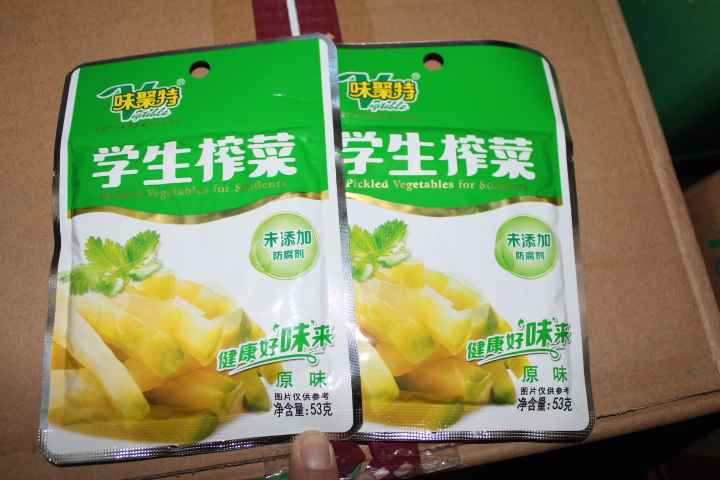 味聚特
学生榨菜
Pickled Vegetables for Students
未添加
防腐剂
健康好味来
原味
图片仅供参考
净含量:53克
味聚特
学生榨菜
Pickled Vegetables for Students
未添加
防腐剂
健康好味来
原味
图片仅供参考
净含量:53克